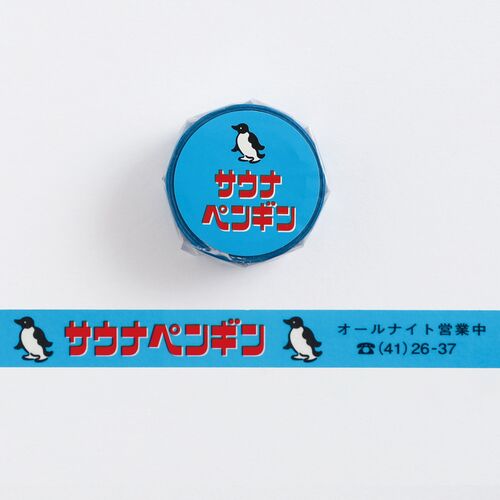 サウナ
ペンギン
サウナペンギン
オールナイト営業中
☎(41)26-37